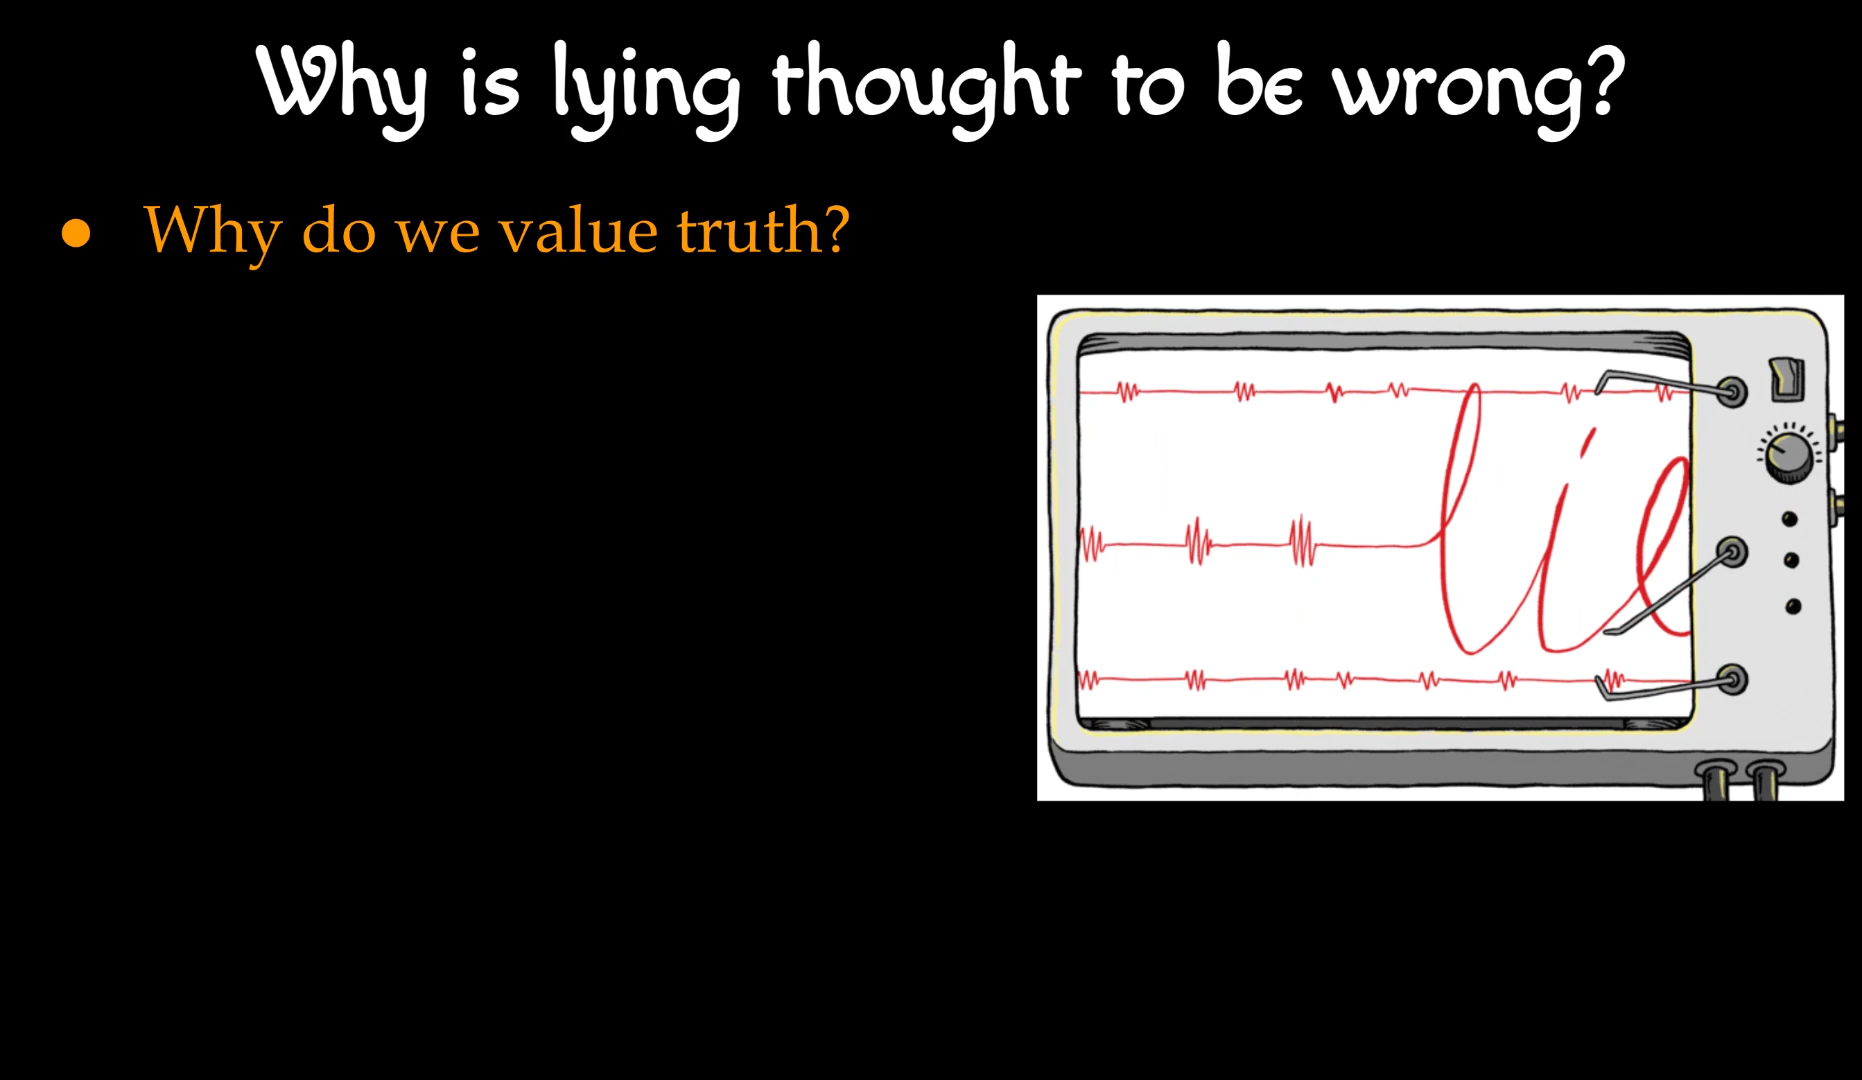 Why is lying thought to be wrong?
● Why do we value truth?
lie